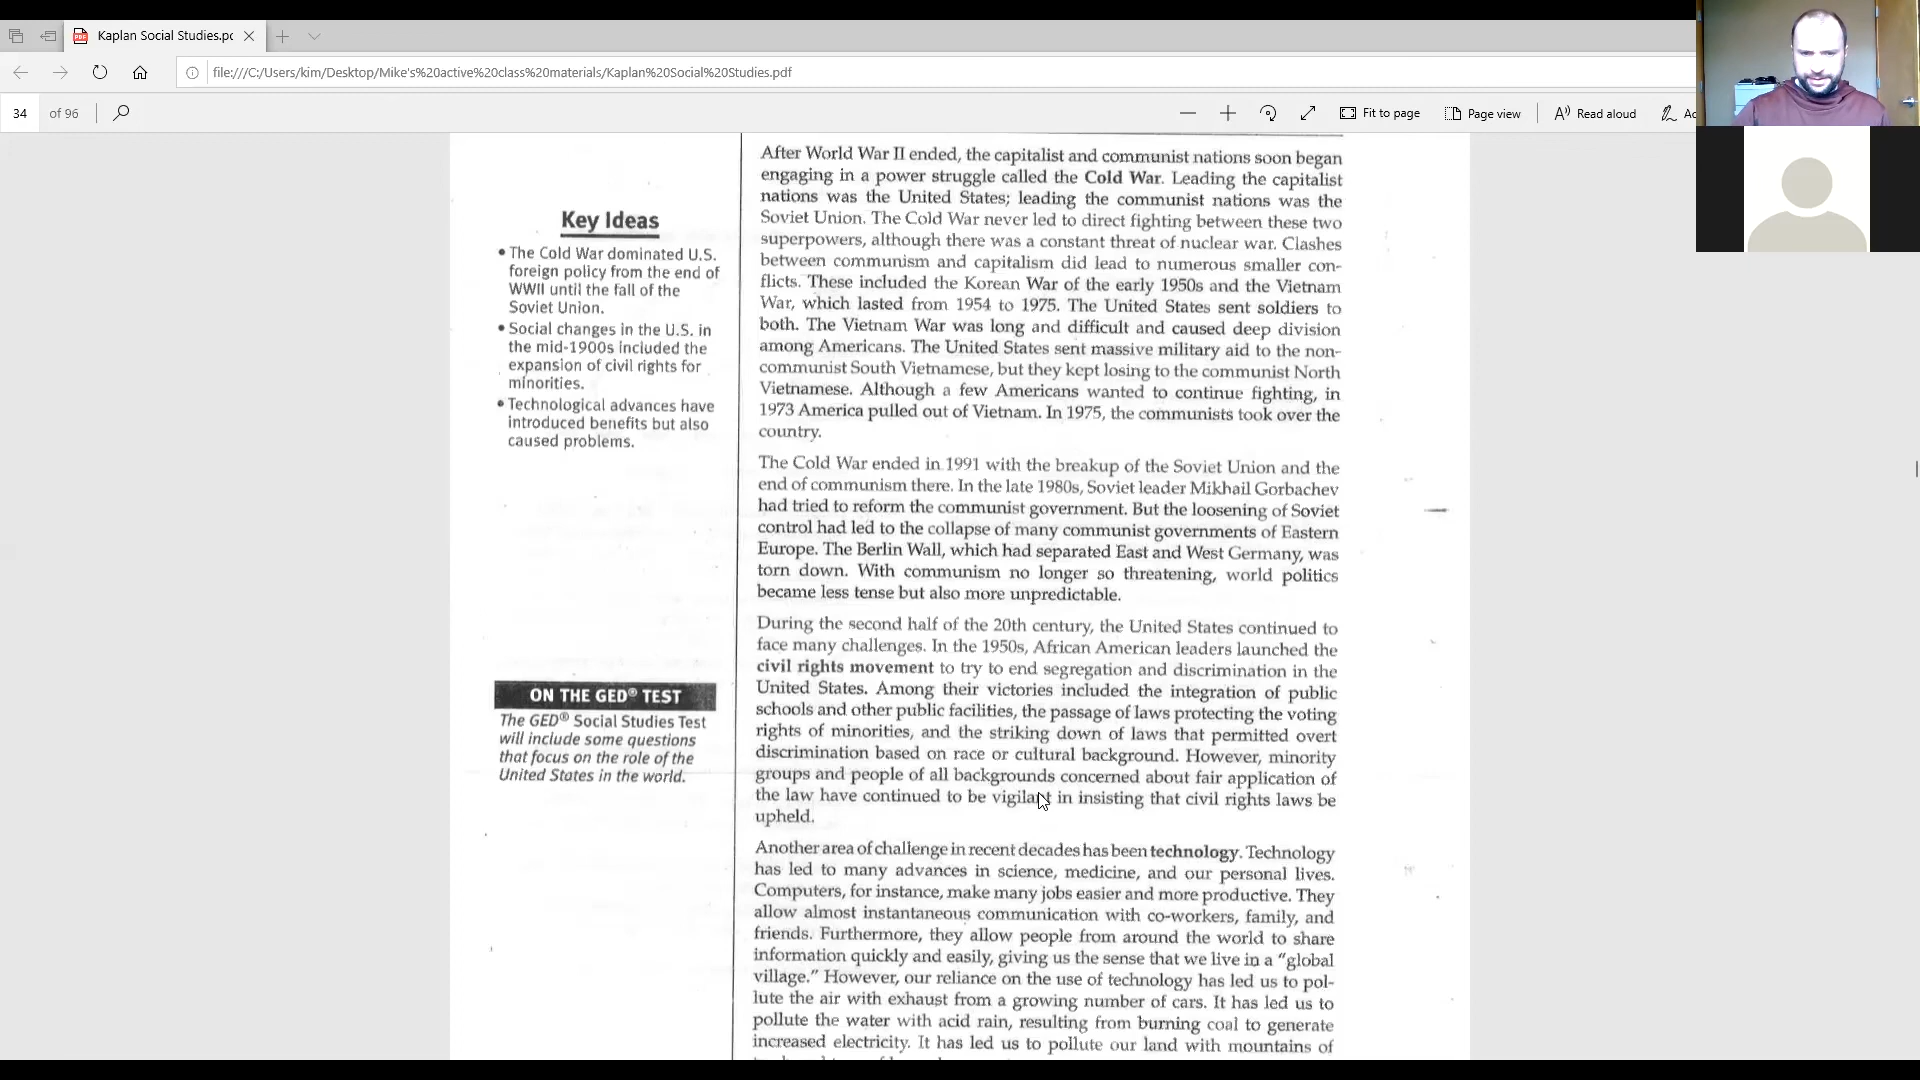 Kaplan Social Studies.pc
file:///C:/Users/kim/Desktop/Mike's%20active%20class%20materials/Kaplan%20Social%20Studies.pdf
34 of 96
Fit to page
Page view
Read aloud
Ac
Key Ideas
• The Cold War dominated U.S.
foreign policy from the end of
WWII until the fall of the
Soviet Union.
• Social changes in the U.S. in
the mid-1900s included the
expansion of civil rights for
minorities.
• Technological advances have
introduced benefits but also
caused problems.
ON THE GED® TEST
The GED® Social Studies Test
will include some questions
that focus on the role of the
United States in the world.
After World War II ended, the capitalist and communist nations soon began
engaging in a power struggle called the Cold War. Leading the capitalist
nations was the United States; leading the communist nations was the
Soviet Union. The Cold War never led to direct fighting between these two
superpowers, although there was a constant threat of nuclear war. Clashes
between communism and capitalism did lead to numerous smaller con-
flicts. These included the Korean War of the early 1950s and the Vietnam
War, which lasted from 1954 to 1975. The United States sent soldiers to
both. The Vietnam War was long and difficult and caused deep division
among Americans. The United States sent massive military aid to the non-
communist South Vietnamese, but they kept losing to the communist North
Vietnamese. Although a few Americans wanted to continue fighting, in
1973 America pulled out of Vietnam. In 1975, the communists took over the
country.
The Cold War ended in 1991 with the breakup of the Soviet Union and the
end of communism there. In the late 1980s, Soviet leader Mikhail Gorbachev
had tried to reform the communist government. But the loosening of Soviet
control had led to the collapse of many communist governments of Eastern
Europe. The Berlin Wall, which had separated East and West Germany, was
torn down. With communism no longer so threatening, world politics
became less tense but also more unpredictable.
During the second half of the 20th century, the United States continued to
face many challenges. In the 1950s, African American leaders launched the
civil rights movement to try to end segregation and discrimination in the
United States. Among their victories included the integration of public
schools and other public facilities, the passage of laws protecting the voting
rights of minorities, and the striking down of laws that permitted overt
discrimination based on race or cultural background. However, minority
groups and people of all backgrounds concerned about fair application of
the law have continued to be vigilant in insisting that civil rights laws be
upheld.
Another area of challenge in recent decades has been technology. Technology
has led to many advances in science, medicine, and our personal lives.
Computers, for instance, make many jobs easier and more productive. They
allow almost instantaneous communication with co-workers, family, and
friends. Furthermore, they allow people from around the world to share
information quickly and easily, giving us the sense that we live in a “global
village.” However, our reliance on the use of technology has led us to pol-
lute the air with exhaust from a growing number of cars. It has led us to
pollute the water with acid rain, resulting from burning coal to generate
increased electricity. It has led us to pollute our land with mountains of